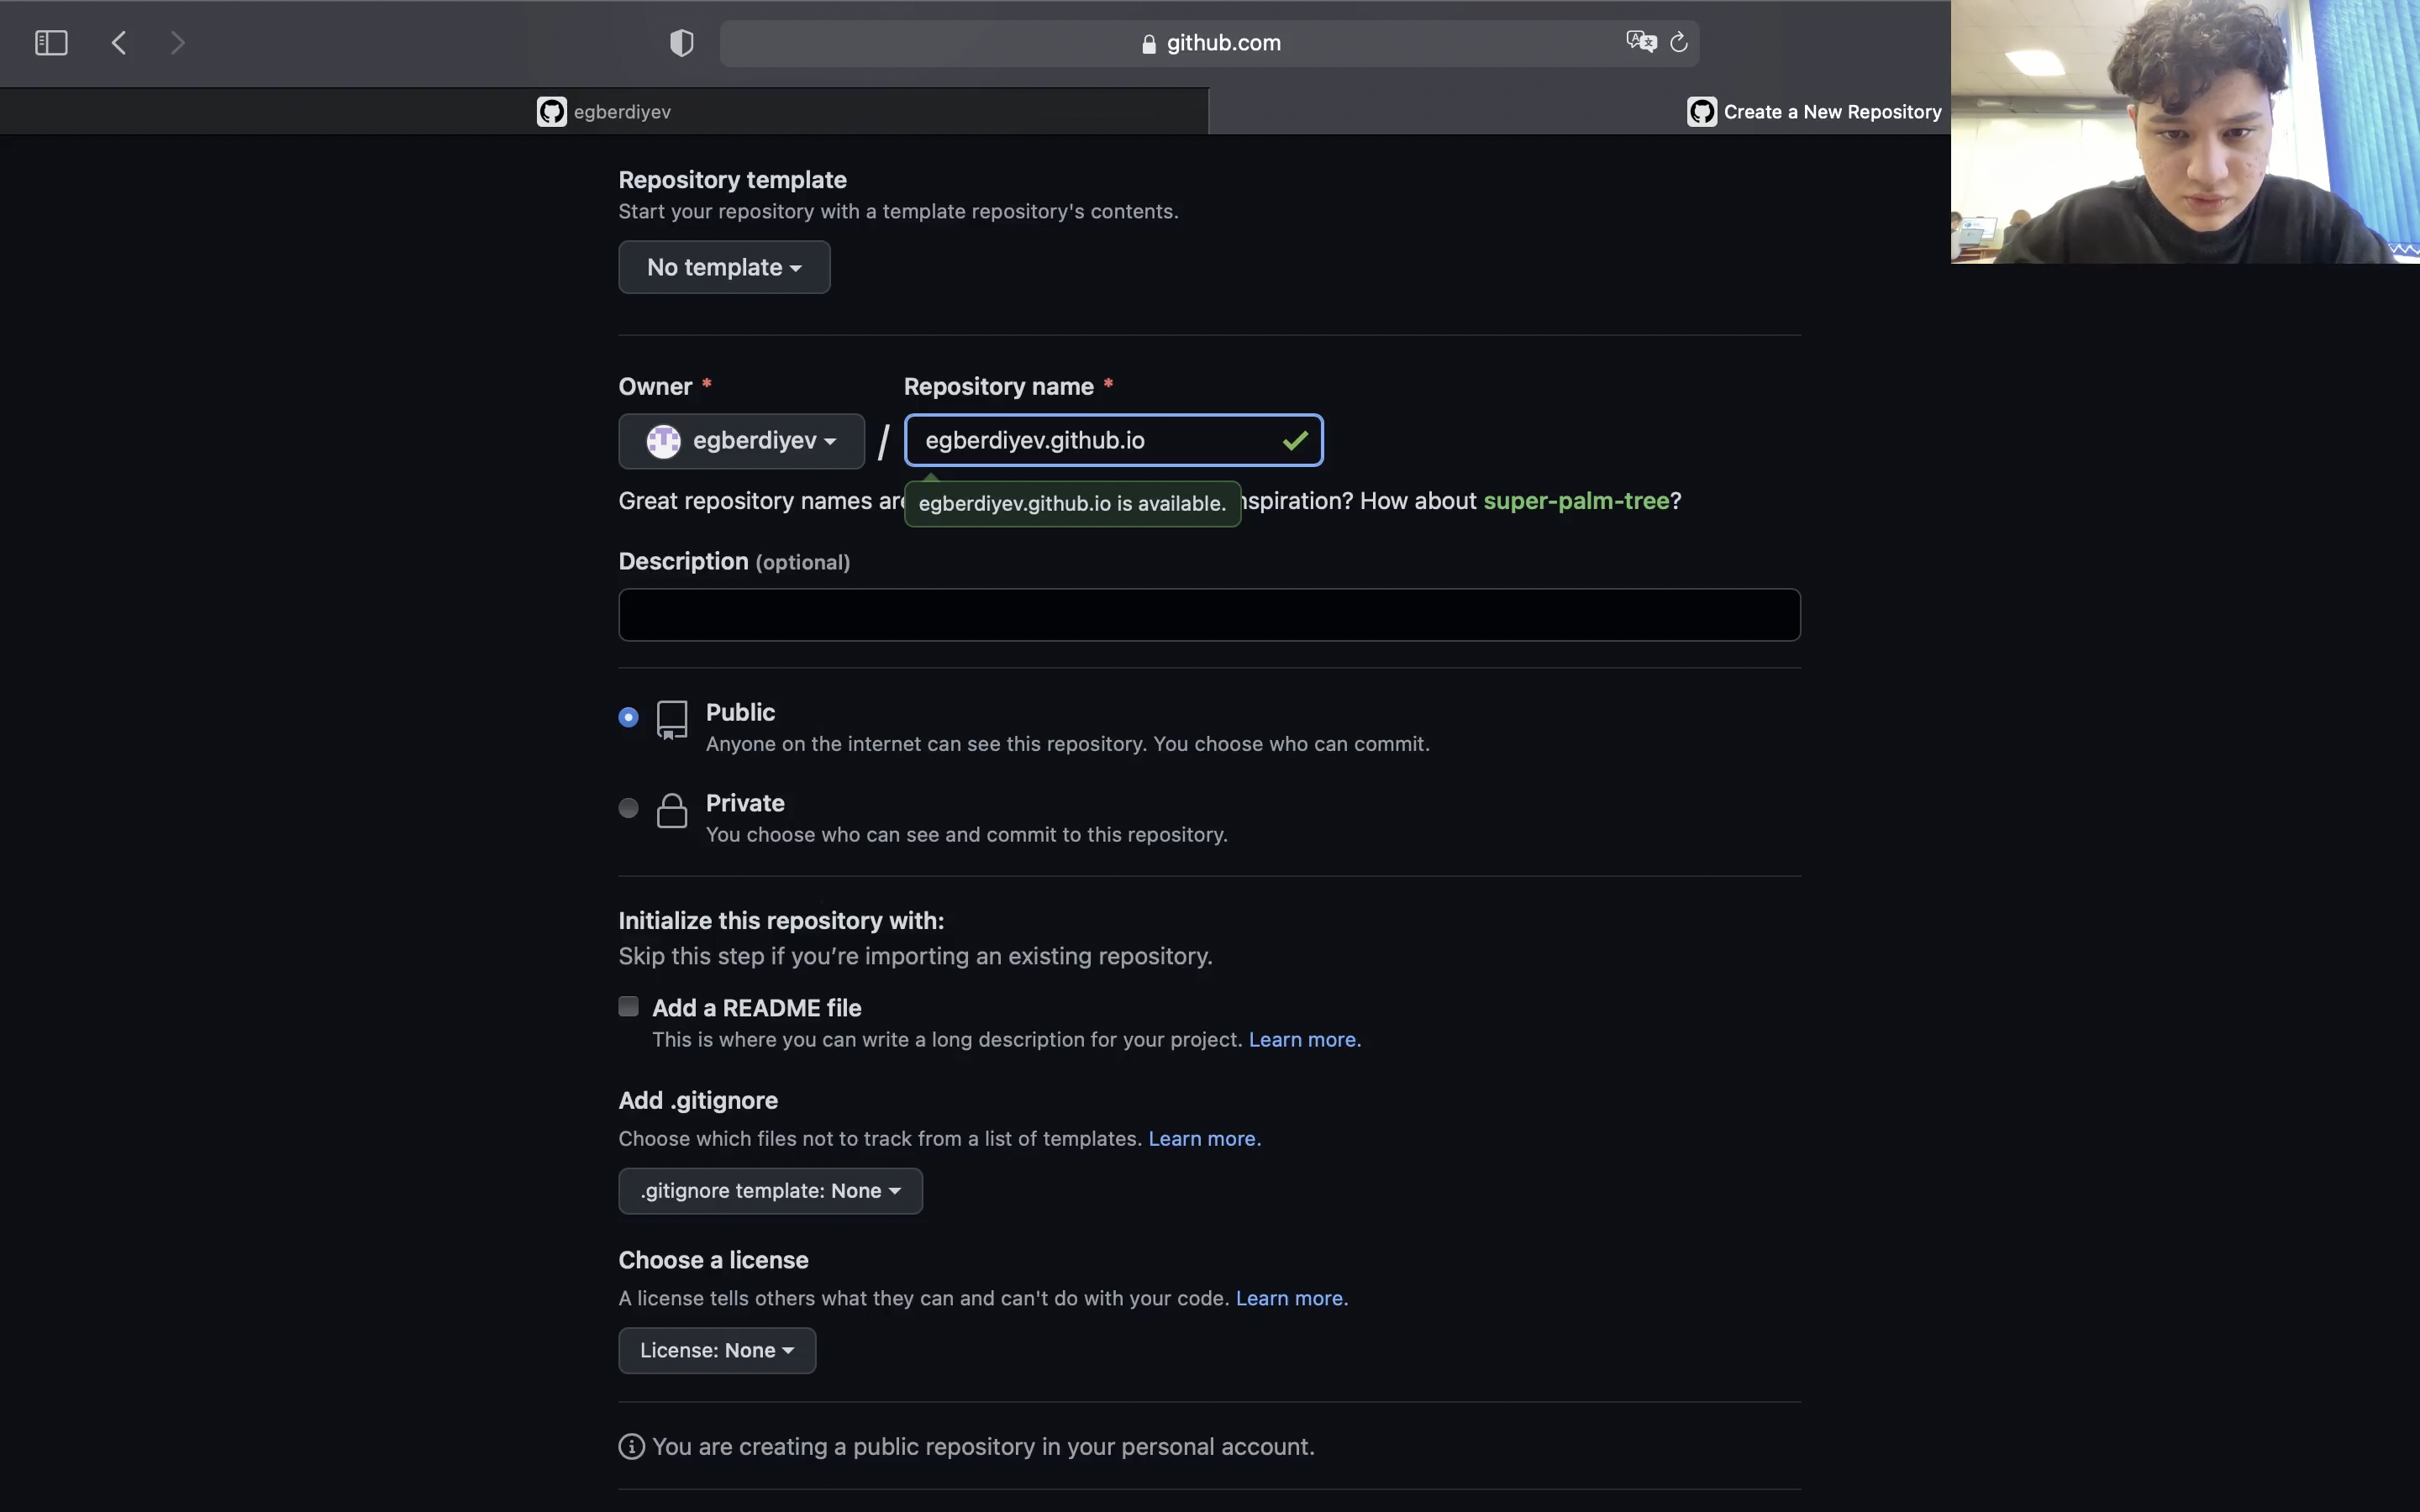 github.com
egberdiyev
Create a New Repository
Repository template
Start your repository with a template repository's contents.
No template
Owner *
Repository name *
egberdiyev
/
egberdiyev.github.io
Great repository names
egberdiyev.github.io is available.
How about super-palm-tree?
Description (optional)
Public
Anyone on the internet can see this repository. You choose who can commit.
Private
You choose who can see and commit to this repository.
Initialize this repository with:
Skip this step if you're importing an existing repository.
Add a README file
This is where you can write a long description for your project. Learn more.
Add .gitignore
Choose which files not to track from a list of templates. Learn more.
.gitignore template: None
Choose a license
A license tells others what they can and can't do with your code. Learn more.
License: None
You are creating a public repository in your personal account.